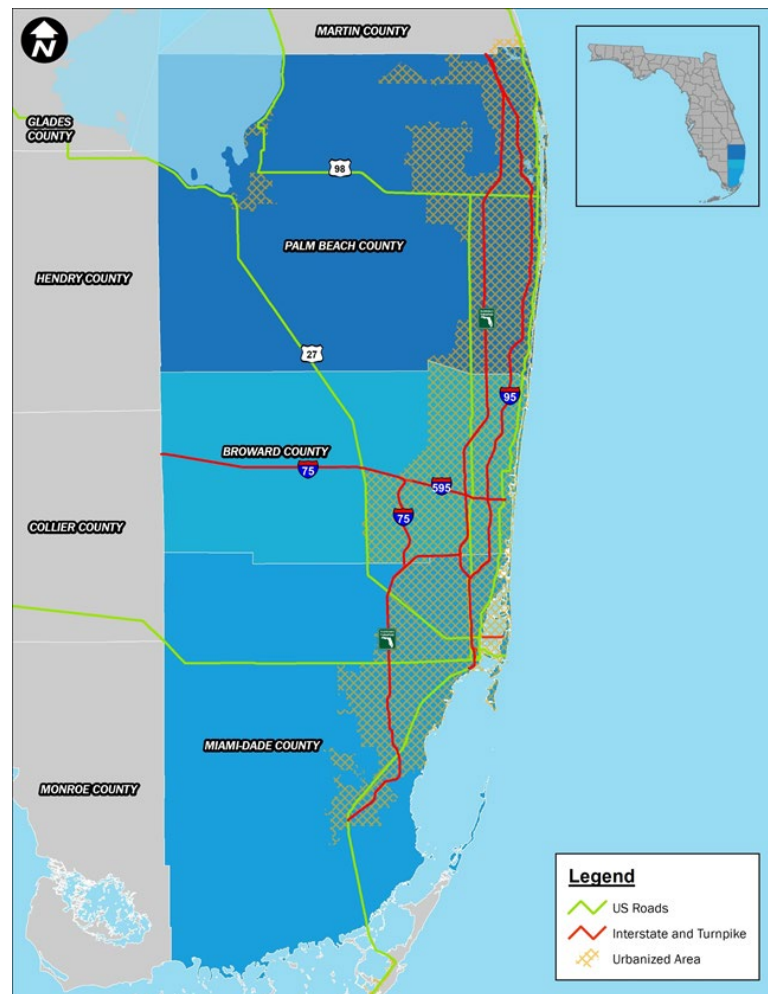 N
MARTIN COUNTY
GLADES
COUNTY
98
PALM BEACH COUNTY
HENDRY COUNTY
27
95
BROWARD COUNTY
75
595
75
COLLIER COUNTY
MIAMI-DADE COUNTY
MONROE COUNTY
Legend
US Roads
Interstate and Turnpike
Urbanized Area